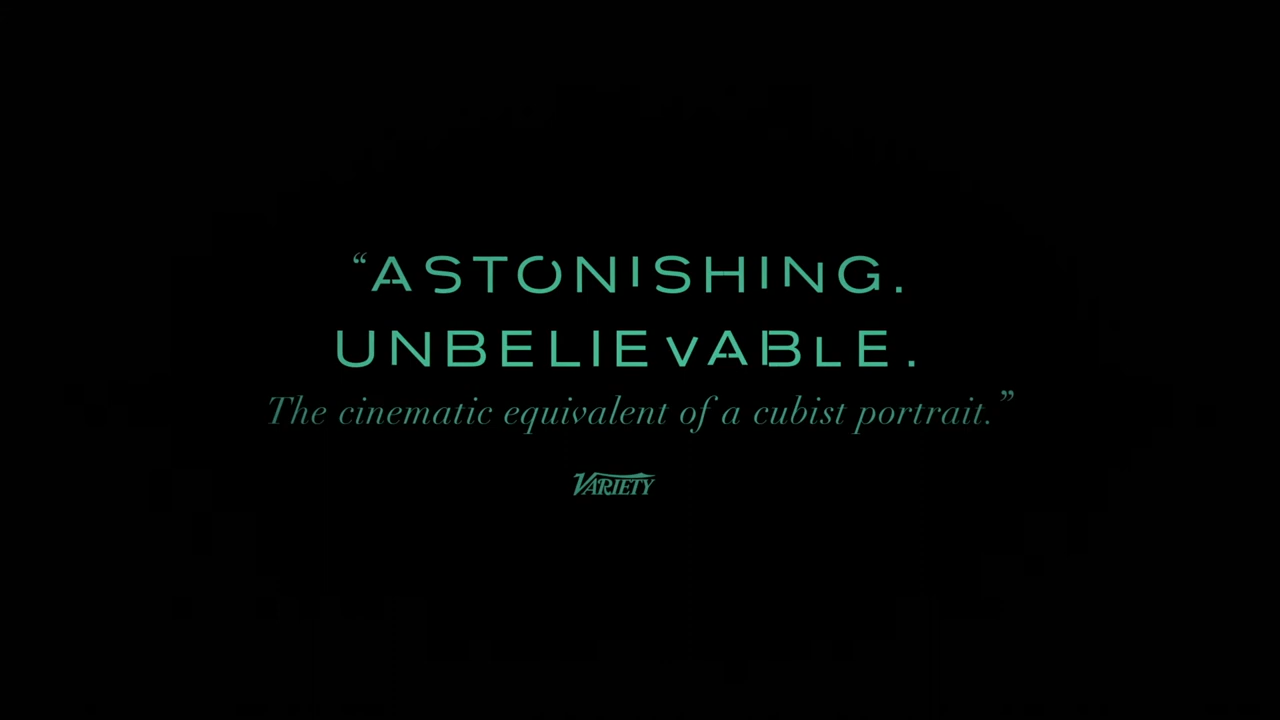 “ASTONISHING.
UNBELIEVABLE.
The cinematic equivalent of a cubist portrait.”
VARIETY